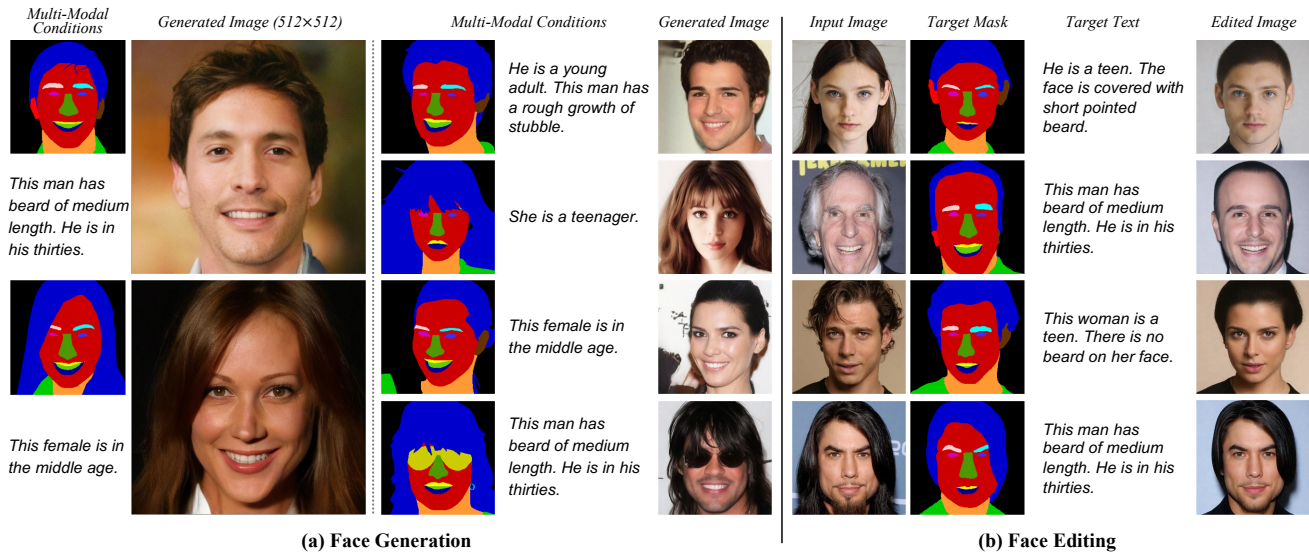 Multi-Modal
Conditions
Generated Image (512×512)
Multi-Modal Conditions
Generated Image
Input Image
Target Mask
Target Text
Edited Image
This man has
beard of medium
length. He is in
his thirties.
This female is in
the middle age.
He is a young
adult. This man has
a rough growth of
stubble.
She is a teenager.
This female is in
the middle age.
This man has
beard of medium
length. He is in his
thirties.
He is a teen. The
face is covered with
short pointed
beard.
This man has
beard of medium
length. He is in his
thirties.
This woman is a
teen. There is no
beard on her face.
This man has
beard of medium
length. He is in his
thirties.
(a) Face Generation
(b) Face Editing